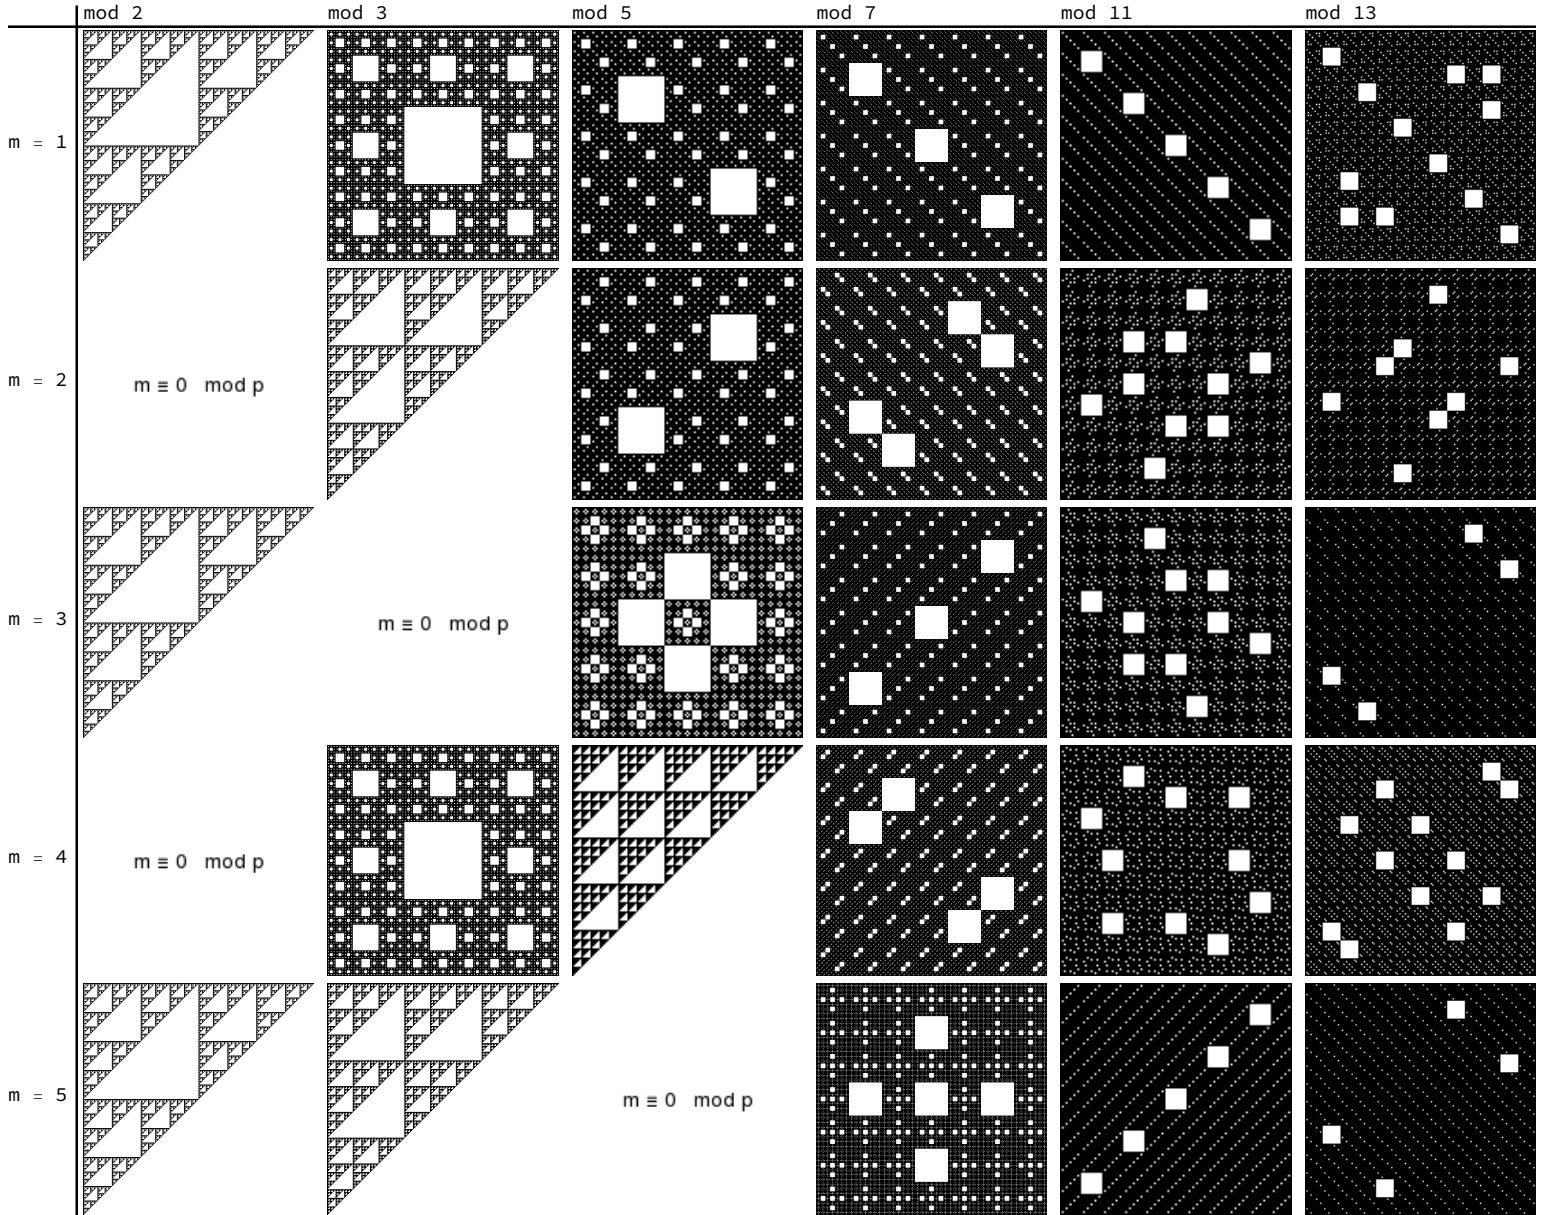 mod 2 mod 3 mod 5 mod 7 mod 11 mod 13
m = 1
m = 2 m ≡ 0 mod p
m = 3 m ≡ 0 mod p
m = 4 m ≡ 0 mod p
m = 5 m ≡ 0 mod p